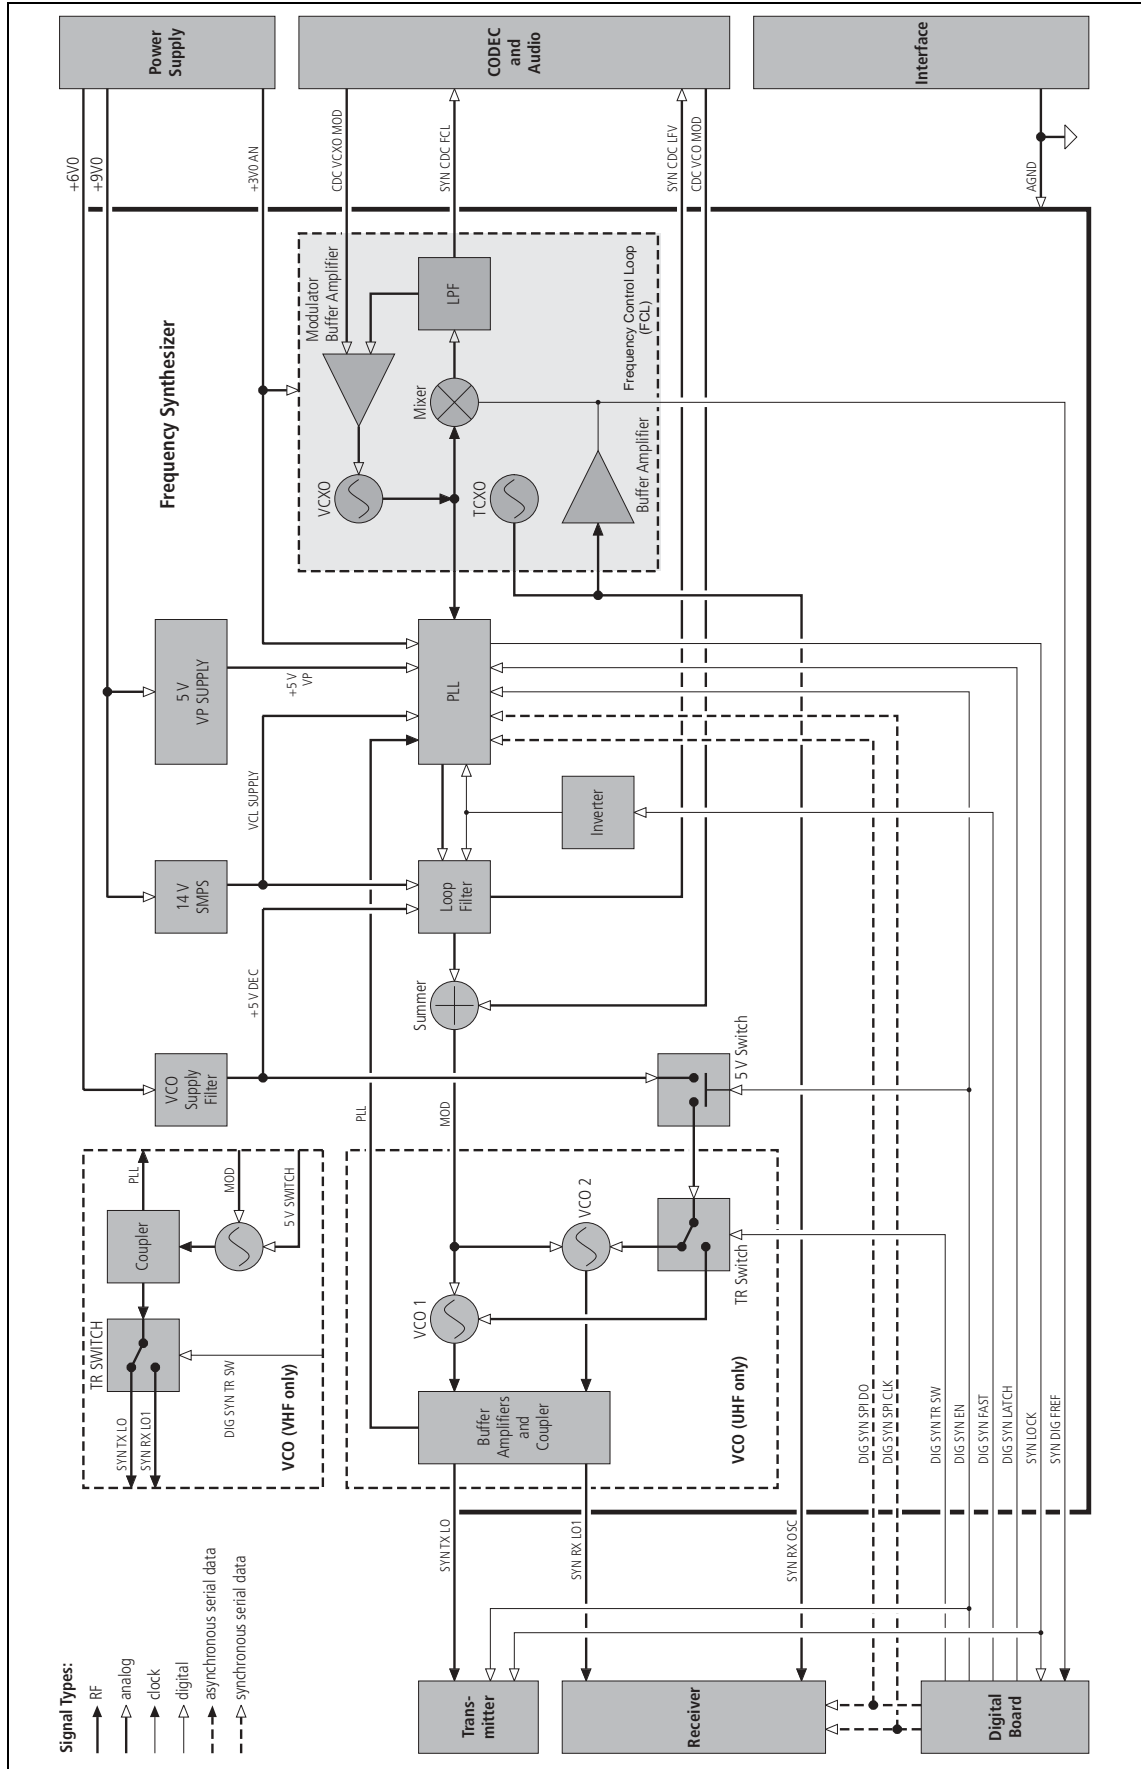 Signal Types:
RF
analog
clock
digital
asynchronous serial data
synchronous serial data
Frequency Synthesizer
Power
Supply
CODEC
and
Audio
Interface
+6V0
+9V0
+3V0 AN
CDC VCXO MOD
SYN CDC FCL
SYN CDC LFV
CDC VCO MOD
AGND
Modulator
Buffer Amplifier
LPF
Mixer
VCXO
TCXO
Buffer Amplifier
Frequency Control Loop
(FCL)
5 V
VP SUPPLY
+5 V
VP
PLL
VCL SUPPLY
14 V
SMPS
Loop
Filter
Inverter
+5 V DEC
Summer
VCO
Supply
Filter
PLL
MOD
5 V Switch
PLL
MOD
5 V SWITCH
Coupler
TR SWITCH
SYN TX LO
SYN RX LO1
DIG SYN TR SW
VCO (VHF only)
VCO 1
VCO 2
TR Switch
Buffer
Amplifiers
and
Coupler
VCO (UHF only)
SYN TX LO
SYN RX LO1
SYN RX OSC
DIG SYN SPI DO
DIG SYN SPI CLK
DIG SYN TR SW
DIG SYN EN
DIG SYN FAST
DIG SYN LATCH
SYN LOCK
SYN DIG FREF
Trans-
mitter
Receiver
Digital
Board